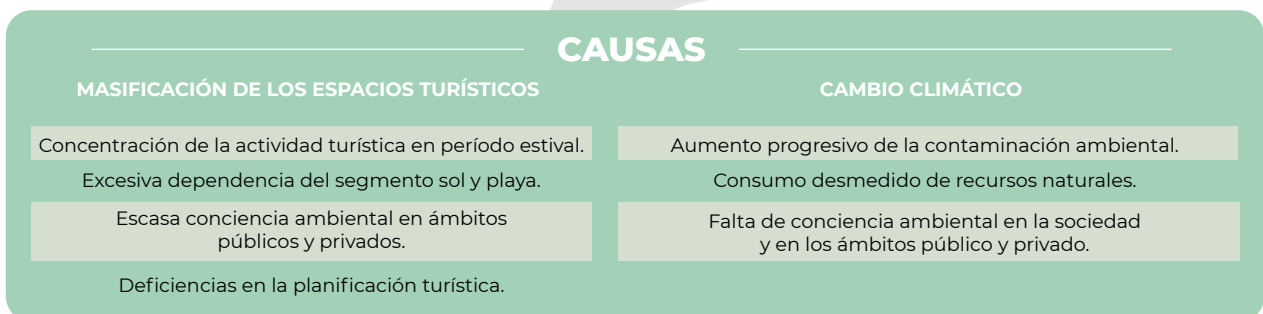 CAUSAS
MASIFICACIÓN DE LOS ESPACIOS TURÍSTICOS
Concentración de la actividad turística en período estival.
Excesiva dependencia del segmento sol y playa.
Escasa conciencia ambiental en ámbitos
públicos y privados.
Deficiencias en la planificación turística.
CAMBIO CLIMÁTICO
Aumento progresivo de la contaminación ambiental.
Consumo desmedido de recursos naturales.
Falta de conciencia ambiental en la sociedad
y en los ámbitos público y privado.